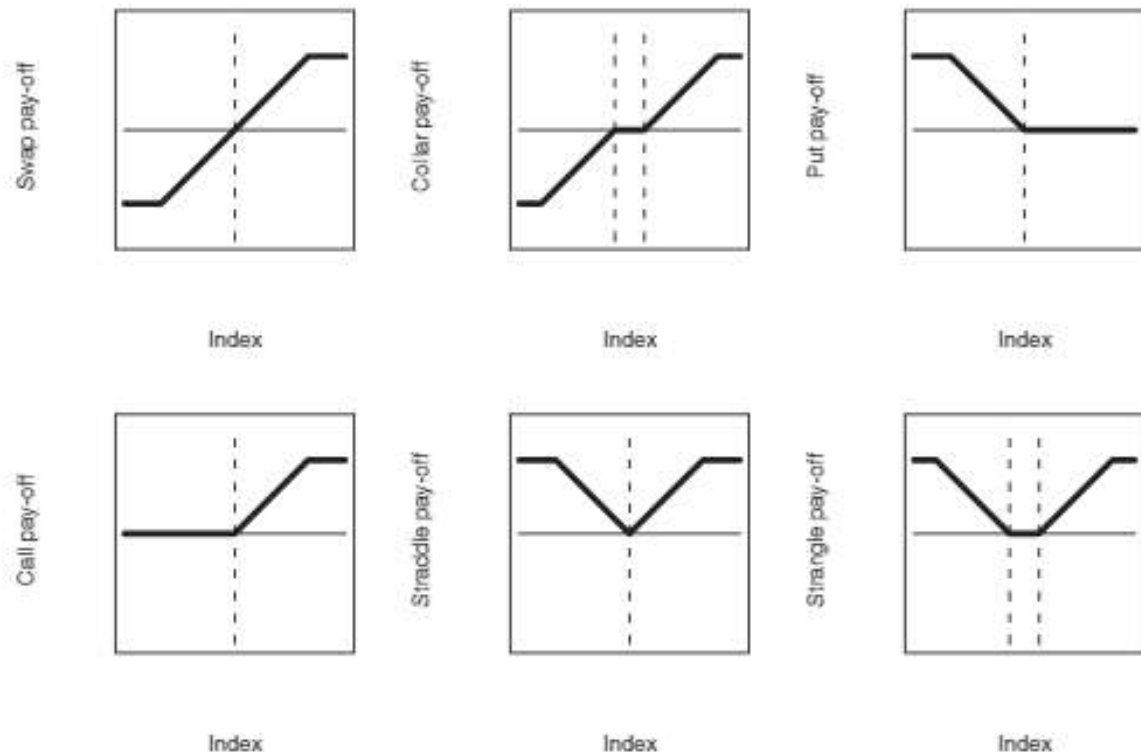 Swap pay-off
Collar pay-off
Put pay-off
Index
Index
Index
Call pay-off
Straddle pay-off
Strangle pay-off
Index
Index
Index